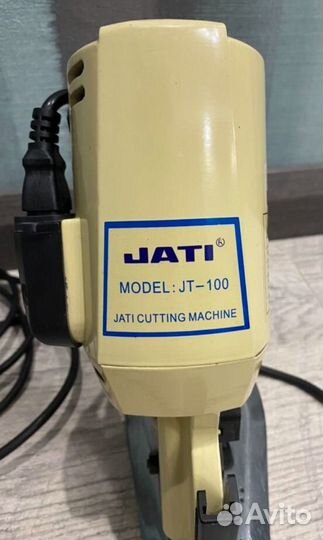 JATI®
MODEL: JT-100
JATI CUTTING MACHINE
Avito